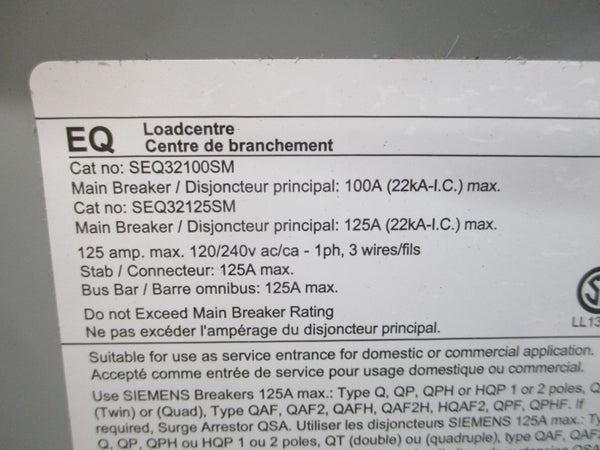 EQ Loadcentre
Centre de branchement
Cat no: SEQ32100SM
Main Breaker / Disjoncteur principal: 100A (22kA-I.C.) max.
Cat no: SEQ32125SM
Main Breaker / Disjoncteur principal: 125A (22kA-I.C.) max.
125 amp. max. 120/240v ac/ca - 1ph, 3 wires/fils
Stab / Connecteur: 125A max.
Bus Bar / Barre omnibus: 125A max.
Do not Exceed Main Breaker Rating
Ne pas excéder l'ampérage du disjoncteur principal.
LL13
Suitable for use as service entrance for domestic or commercial application.
Accepté comme entrée de service pour usage domestique ou commercial.
Use SIEMENS Breakers 125A max.: Type Q, QP, QPH or HQP 1 or 2 poles, Q
(Twin) or (Quad), Type QAF, QAF2, QAFH, QAF2H, HQAF2, QPF, QPHF. If
required, Surge Arrestor QSA. Utiliser les disjoncteurs SIEMENS 125A max.: T
Q, QP, QPH ou HQP 1 ou 2 poles, QT (double) ou (quadruple), type QAF, QAF2